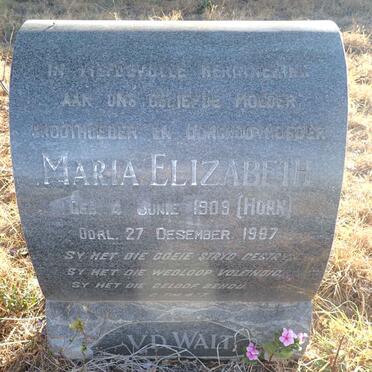 IN LIEFDEVOLLE HERINNERING
AAN ONS GELIEFDE MOEDER
GROOTMOEDER EN OORGROOTMOEDER
MARIA ELIZABETH
GEB. 4 JUNIE 1909 (HORN)
OORL. 27 DESEMBER 1987
SY HET DIE GOEIE STRYD GESTRY
SY HET DIE WEDLOOP VOLEINDIG
SY HET DIE GELOOF BEHOU.
V.D. WALT